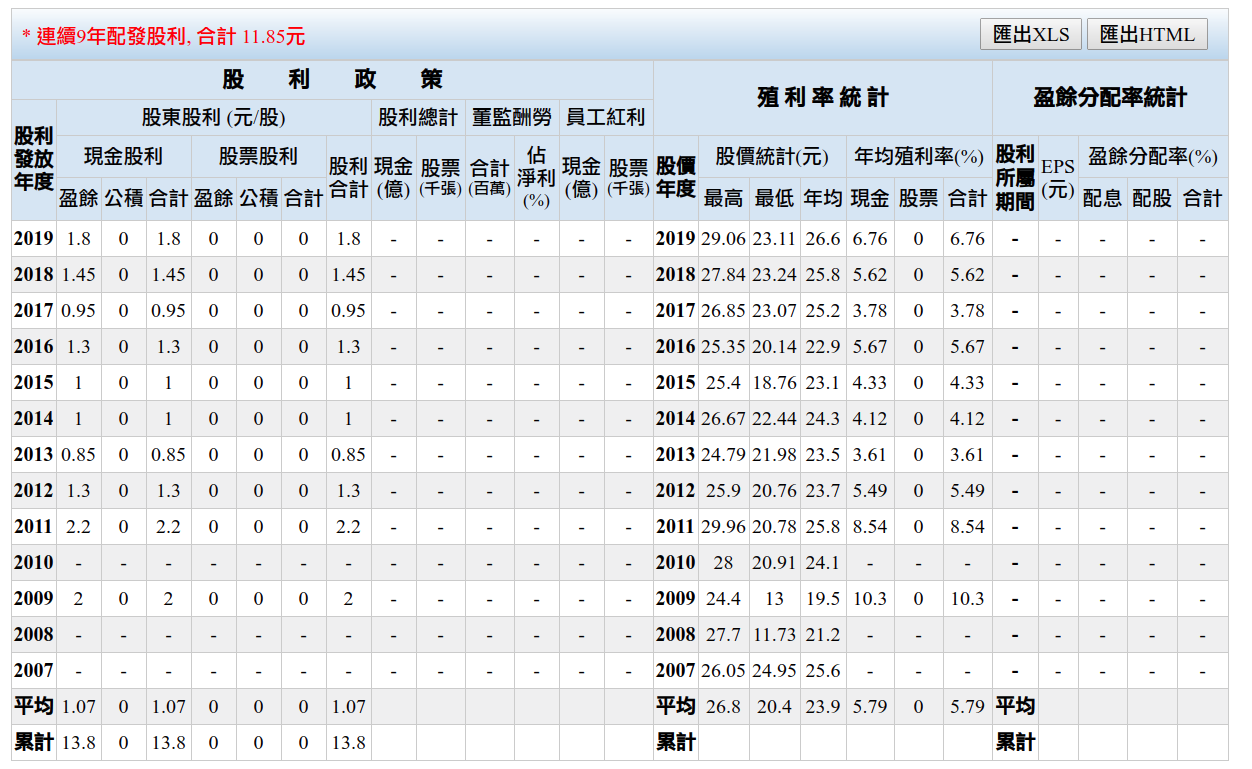 * 連續9年配發股利, 合計 11.85元 匯出XLS 匯出HTML
股 利 政 策 殖 利 率 統 計 盈餘分配率統計
股利發放年度 股東股利 (元/股) 股利總計 董監酬勞 員工紅利
現金股利 股票股利 股利合計 現金(億) 股票(千張) 合計(百萬) 佔淨利(%) 現金(億) 股票(千張) 股價年度 股價統計(元) 年均殖利率(%) 股利所屬期間 EPS(元) 盈餘分配率(%)
盈餘 公積 合計 盈餘 公積 合計 最高 最低 年均 現金 股票 合計 配息 配股 合計
2019 1.8 0 1.8 0 0 0 1.8 - - - - - - 2019 29.06 23.11 26.6 6.76 0 6.76 - - - - -
2018 1.45 0 1.45 0 0 0 1.45 - - - - - - 2018 27.84 23.24 25.8 5.62 0 5.62 - - - - -
2017 0.95 0 0.95 0 0 0 0.95 - - - - - - 2017 26.85 23.07 25.2 3.78 0 3.78 - - - - -
2016 1.3 0 1.3 0 0 0 1.3 - - - - - - 2016 25.35 20.14 22.9 5.67 0 5.67 - - - - -
2015 1 0 1 0 0 0 1 - - - - - - 2015 25.4 18.76 23.1 4.33 0 4.33 - - - - -
2014 1 0 1 0 0 0 1 - - - - - - 2014 26.67 22.44 24.3 4.12 0 4.12 - - - - -
2013 0.85 0 0.85 0 0 0 0.85 - - - - - - 2013 24.79 21.98 23.5 3.61 0 3.61 - - - - -
2012 1.3 0 1.3 0 0 0 1.3 - - - - - - 2012 25.9 20.76 23.7 5.49 0 5.49 - - - - -
2011 2.2 0 2.2 0 0 0 2.2 - - - - - - 2011 29.96 20.78 25.8 8.54 0 8.54 - - - - -
2010 - - - - - - - - - - - - - 2010 28 20.91 24.1 - - - - - - - -
2009 2 0 2 0 0 0 2 - - - - - - 2009 24.4 13 19.5 10.3 0 10.3 - - - - -
2008 - - - - - - - - - - - - - 2008 27.7 11.73 21.2 - - - - - - - -
2007 - - - - - - - - - - - - - 2007 26.05 24.95 25.6 - - - - - - - -
平均 1.07 0 1.07 0 0 0 1.07 平均 26.8 20.4 23.9 5.79 0 5.79 平均
累計 13.8 0 13.8 0 0 0 13.8 累計 累計